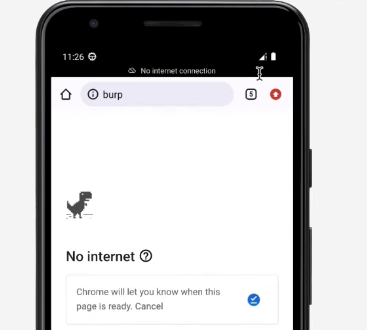 11:26
No internet connection
burp
5
No internet
Chrome will let you know when this
page is ready. Cancel